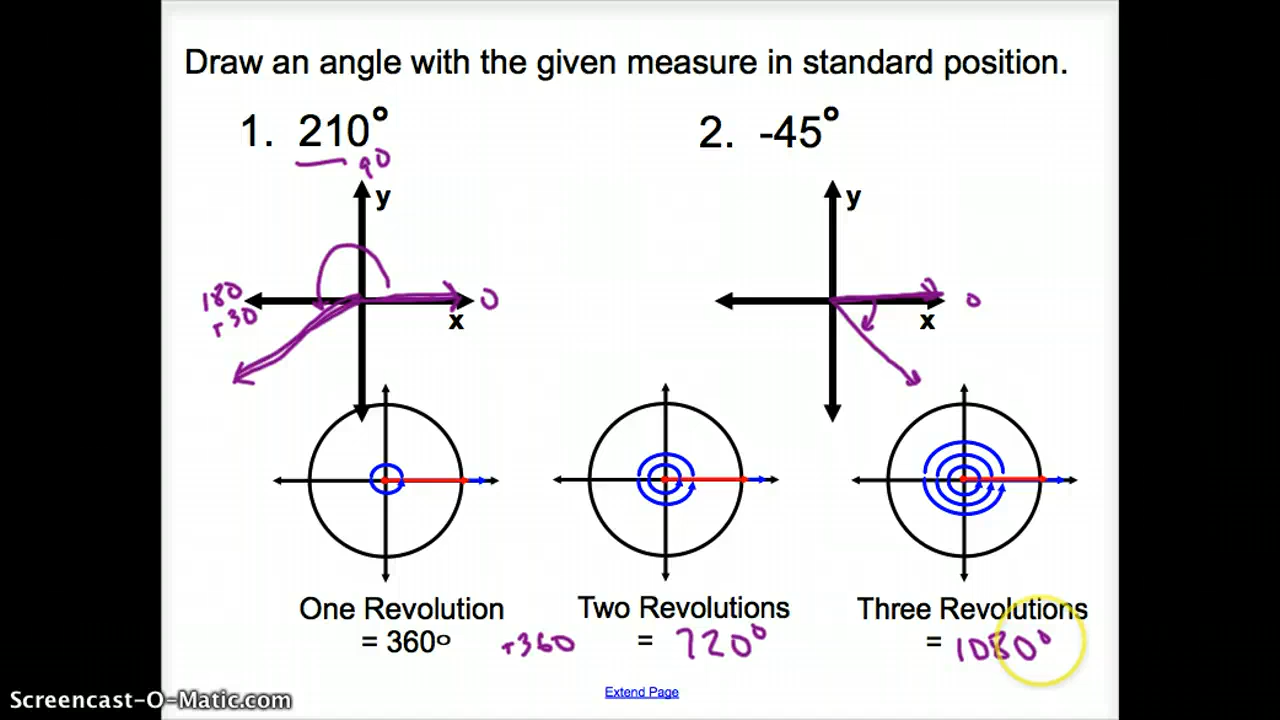 Draw an angle with the given measure in standard position.
1. 210°
2. -45°
90
y
y
180
+30
0
x
0
x
One Revolution
= 360º
+360
Two Revolutions
= 720°
Three Revolutions
= 1080°
Extend Page
Screencast-O-Matic.com